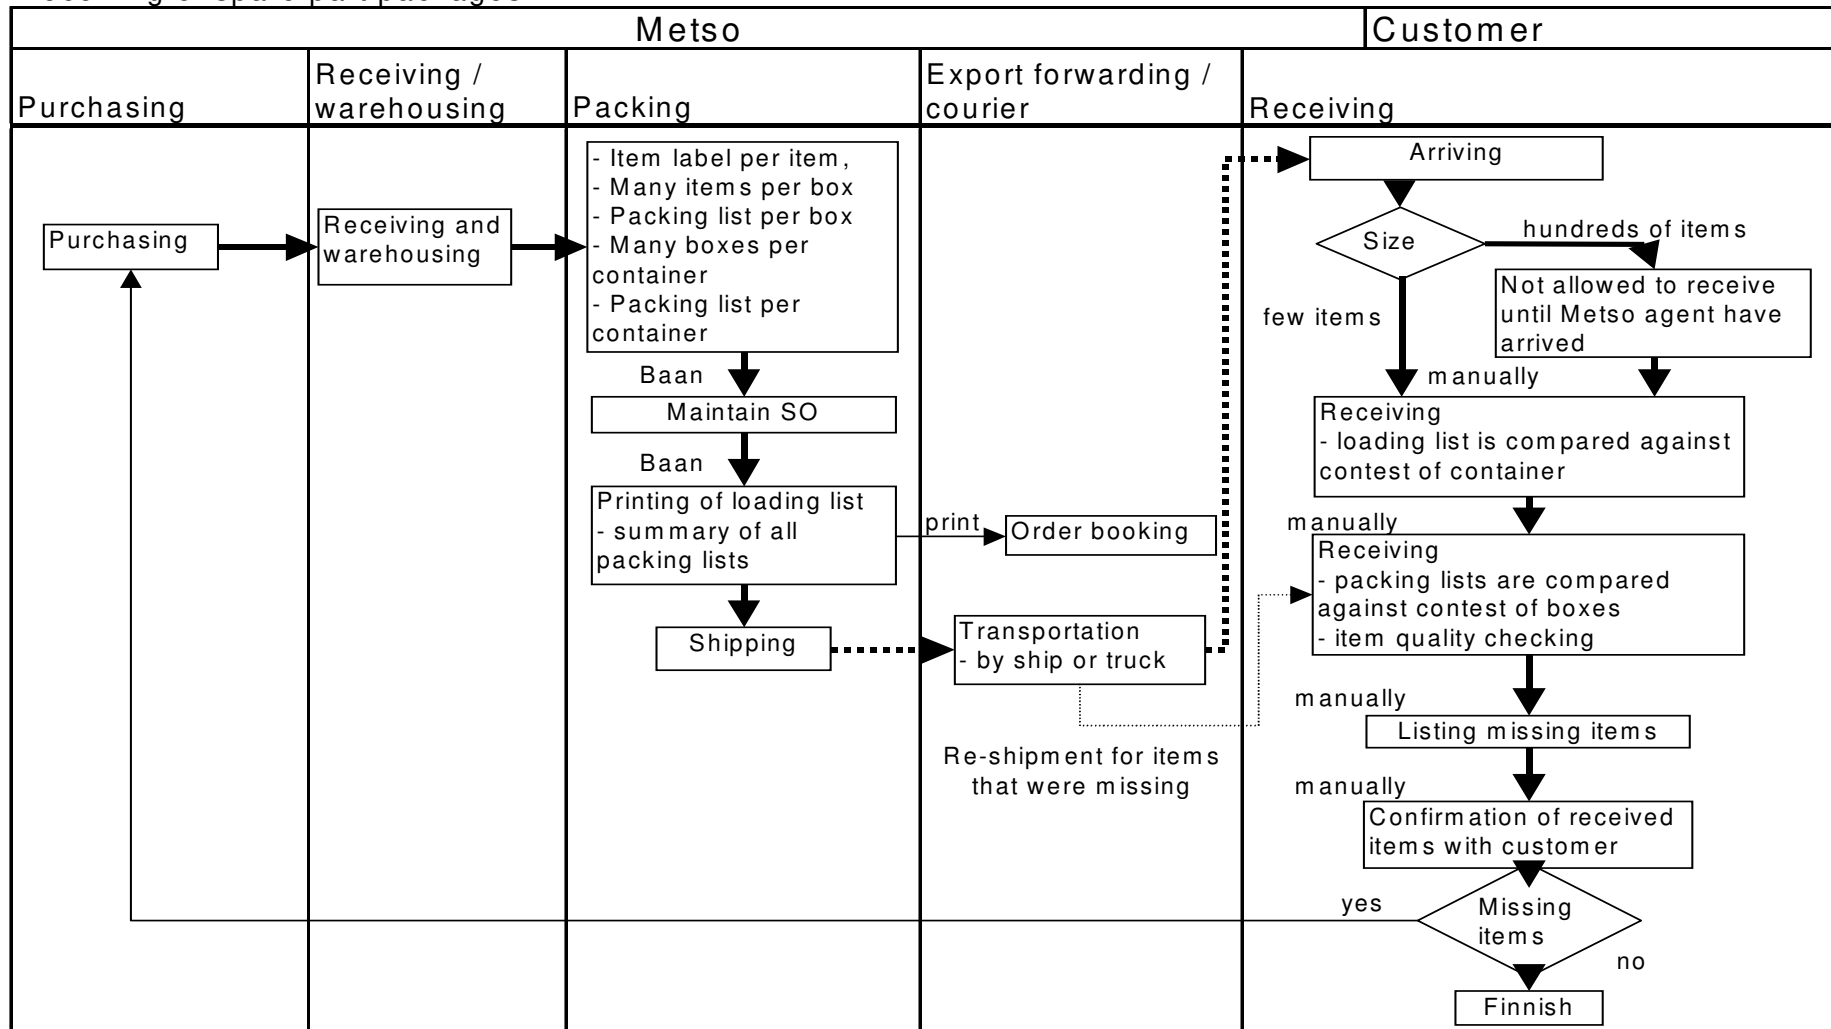 Receiving of spare part packages
Metso
Customer
Purchasing
Receiving /
warehousing
Packing
Export forwarding /
courier
Receiving
Purchasing
Receiving and
warehousing
- Item label per item,
- Many items per box
- Packing list per box
- Many boxes per
container
- Packing list per
container
Baan
Maintain SO
Baan
Printing of loading list
- summary of all
packing lists
print
Order booking
Shipping
Transportation
- by ship or truck
Re-shipment for items
that were missing
Arriving
Size
hundreds of items
few items
Not allowed to receive
until Metso agent have
arrived
manually
Receiving
- loading list is compared against
contest of container
manually
Receiving
- packing lists are compared
against contest of boxes
- item quality checking
manually
Listing missing items
manually
Confirmation of received
items with customer
yes
Missing
items
no
Finnish